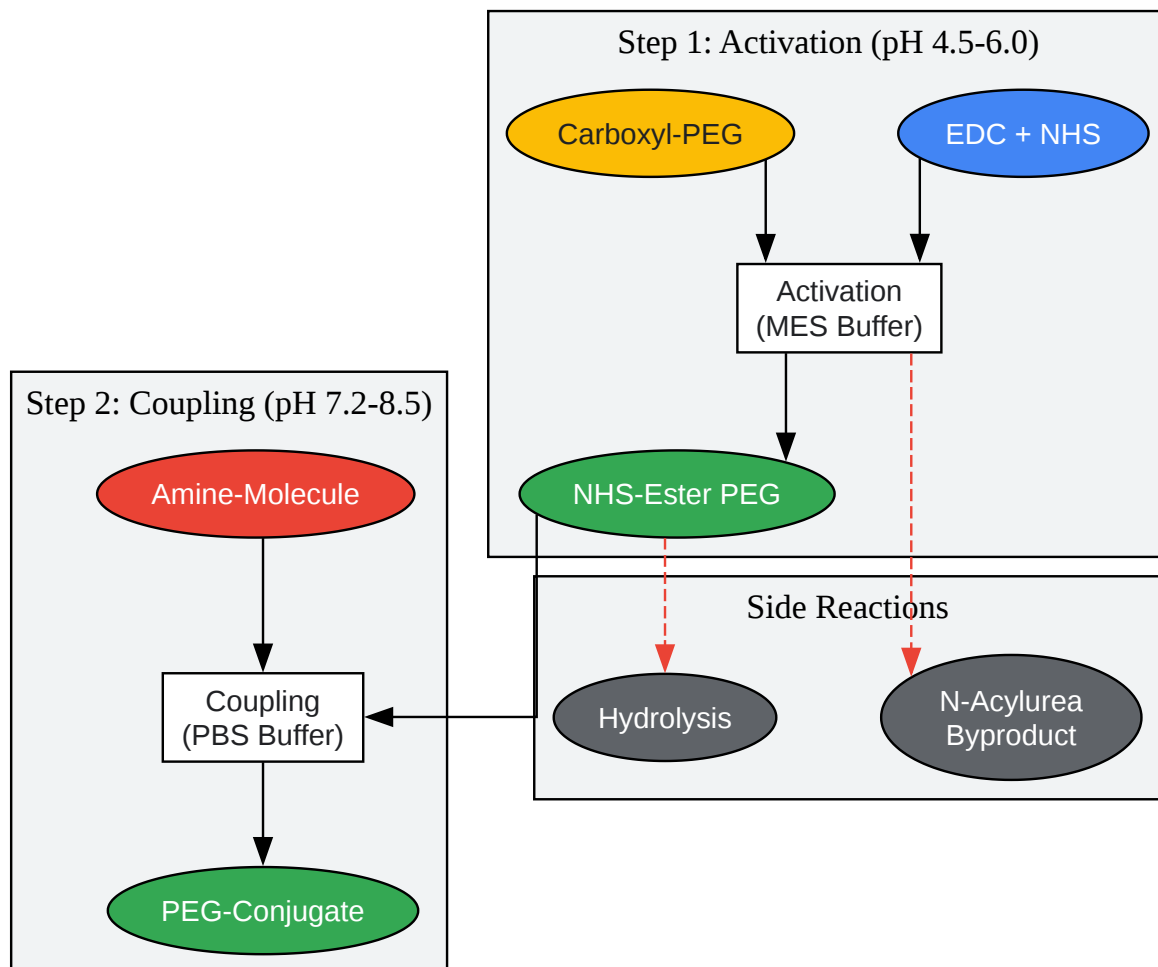 Step 1: Activation (pH 4.5-6.0)
Carboxyl-PEG
EDC + NHS
Activation
(MES Buffer)
NHS-Ester PEG
Step 2: Coupling (pH 7.2-8.5)
Amine-Molecule
Coupling
(PBS Buffer)
PEG-Conjugate
Side Reactions
Hydrolysis
N-Acylurea
Byproduct